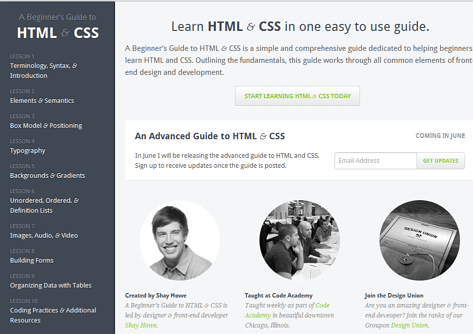 A Beginner's Guide to
HTML & CSS
LESSON 1
Terminology, Syntax, &
Introduction
LESSON 2
Elements & Semantics
LESSON 3
Box Model & Positioning
LESSON 4
Typography
LESSON 5
Backgrounds & Gradients
LESSON 6
Unordered, Ordered, &
Definition Lists
LESSON 7
Images, Audio, & Video
LESSON 8
Building Forms
LESSON 9
Organizing Data with Tables
LESSON 10
Coding Practices & Additional
Resources
Learn HTML & CSS in one easy to use guide.
A Beginner's Guide to HTML & CSS is a simple and comprehensive guide dedicated to helping beginners
learn HTML and CSS. Outlining the fundamentals, this guide works through all common elements of front-
end design and development.
START LEARNING HTML & CSS TODAY
An Advanced Guide to HTML & CSS
COMING IN JUNE
In June I will be releasing the advanced guide to HTML and CSS.
Sign up to receive updates once the guide is posted.
Email Address
GET UPDATES
DESIGN UNION
Created by Shay Howe
A Beginner's Guide to HTML & CSS is
led by designer & front-end developer
Shay Howe.
Taught at Code Academy
Taught weekly as part of Code
Academy in beautiful downtown
Chicago, Illinois.
Join the Design Union
Are you an amazing designer & front-
end developer? Join the ranks of our
Groupon Design Union.